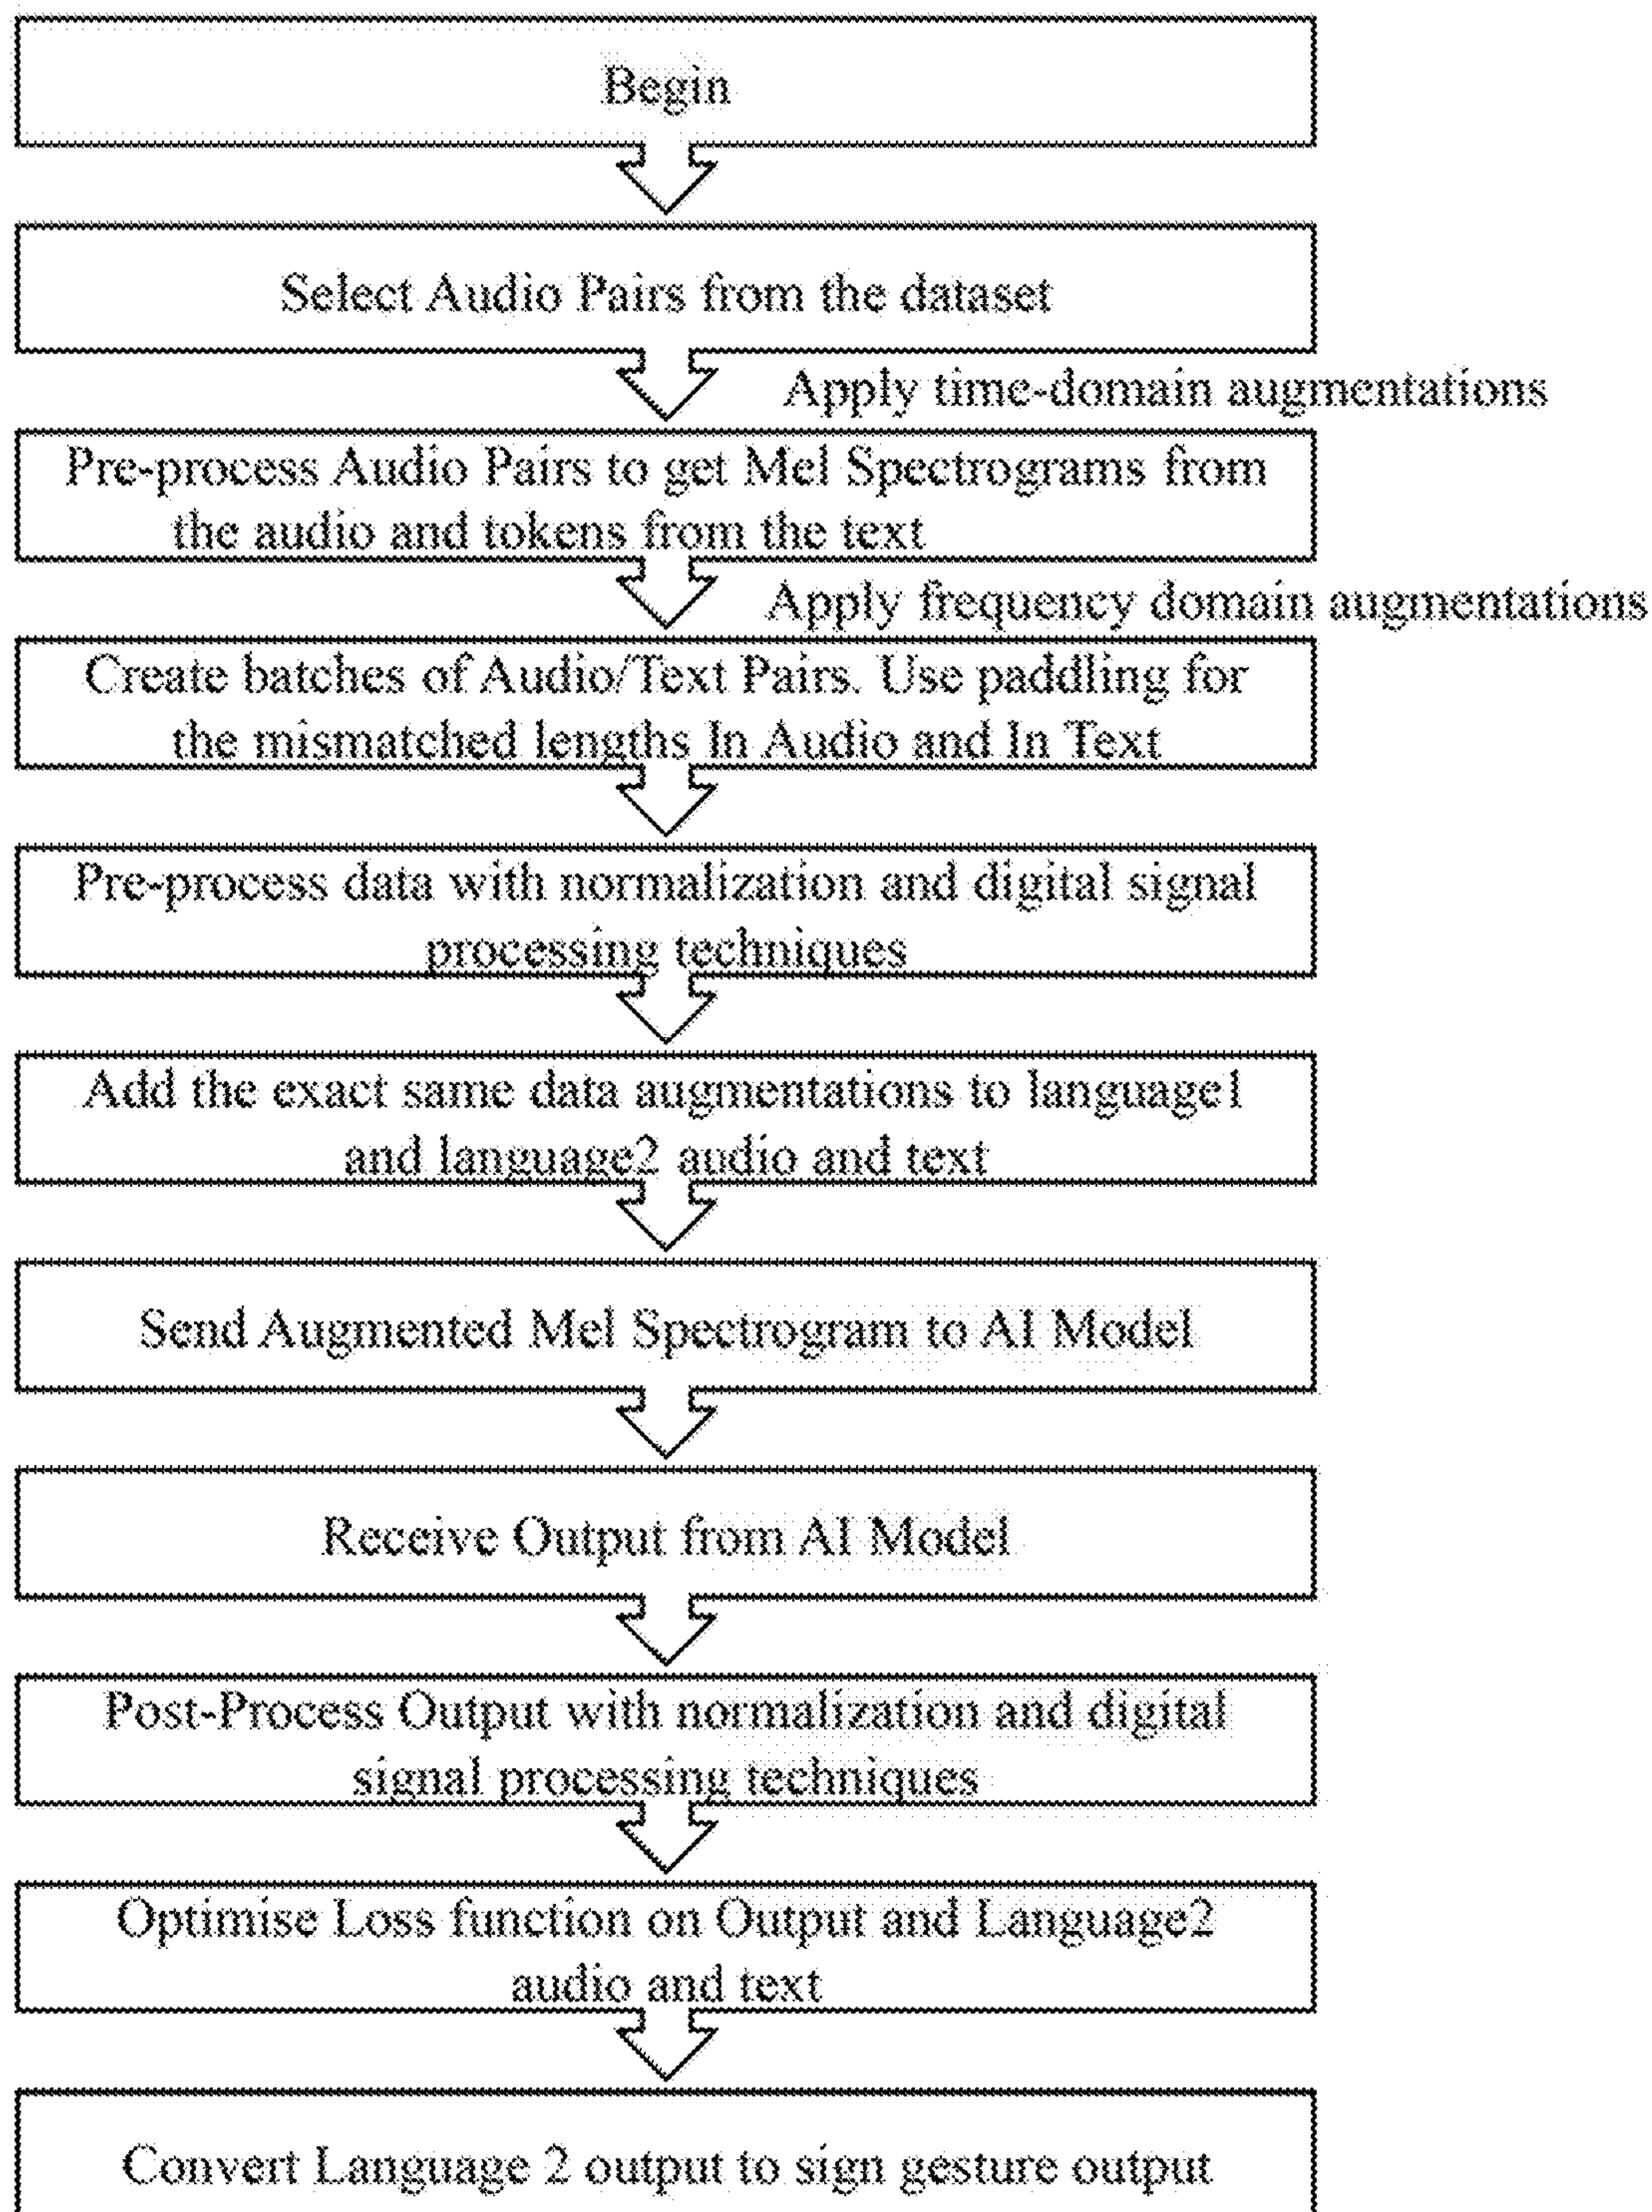 Begin
Select Audio Pairs from the dataset
Apply time-domain augmentations
Pre-process Audio Pairs to get Mel Spectrograms from
the audio and tokens from the text
Apply frequency domain augmentations
Create batches of Audio/Text Pairs. Use paddling for
the mismatched lengths In Audio and In Text
Pre-process data with normalization and digital signal
processing techniques
Add the exact same data augmentations to language1
and language2 audio and text
Send Augmented Mel Spectrogram to AI Model
Receive Output from AI Model
Post-Process Output with normalization and digital
signal processing techniques
Optimise Loss function on Output and Language2
audio and text
Convert Language 2 output to sign gesture output